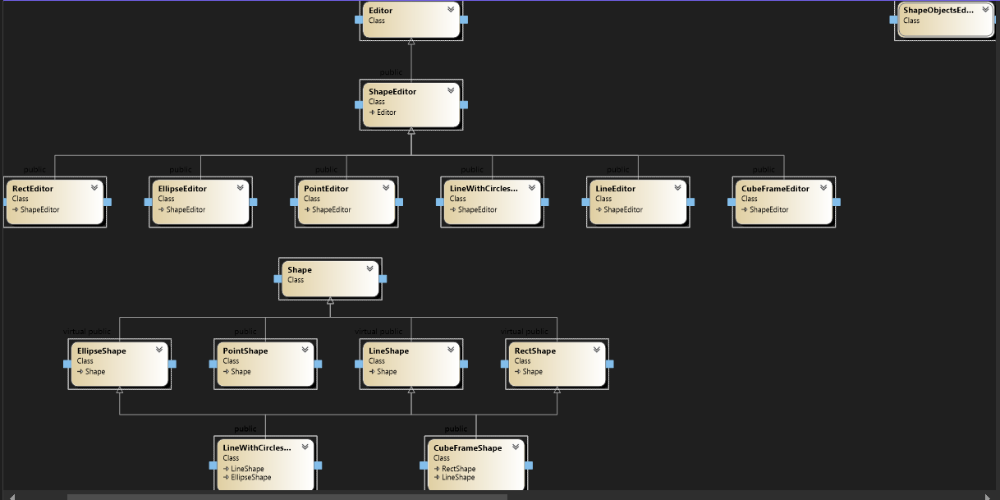 Editor
Class
ShapeObjectsEd...
Class
public
ShapeEditor
Class
Editor
public
public
public
public
public
public
RectEditor
Class
ShapeEditor
EllipseEditor
Class
ShapeEditor
PointEditor
Class
ShapeEditor
LineWithCircles...
Class
ShapeEditor
LineEditor
Class
ShapeEditor
CubeFrameEditor
Class
ShapeEditor
Shape
Class
virtual public
public
virtual public
virtual public
EllipseShape
Class
Shape
PointShape
Class
Shape
LineShape
Class
Shape
RectShape
Class
Shape
public
public
LineWithCircles...
Class
LineShape
EllipseShape
CubeFrameShape
Class
RectShape
LineShape